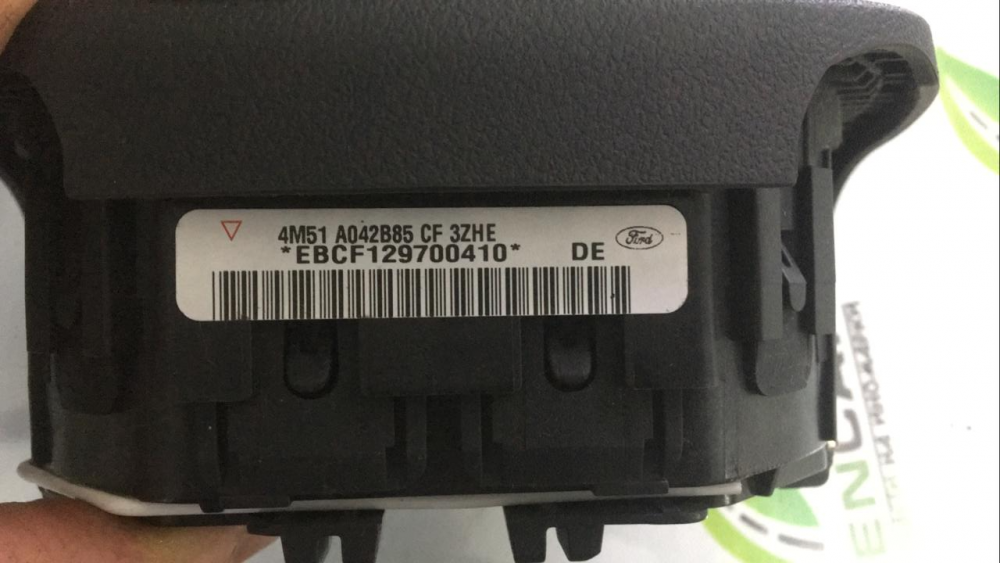 4M51 A042B85 CF 3ZHE
*EBCF129700410*
DE
Ford